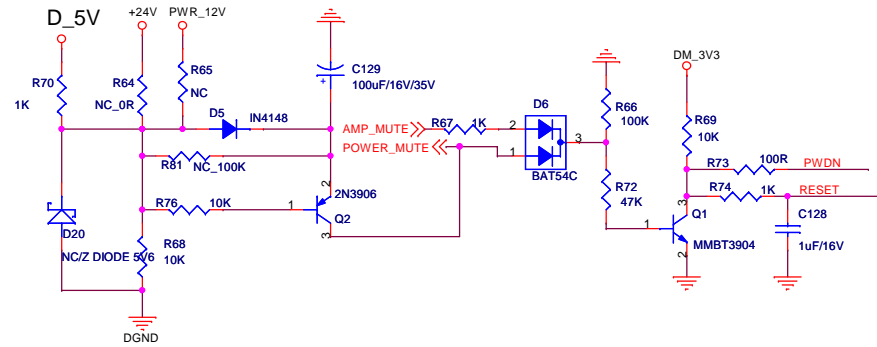 D_5V
+24V
PWR_12V
DM_3V3
R70
1K
R64
NC_0R
R65
NC
C129
100uF/16V/35V
+
D5
IN4148
D6
R66
100K
R69
10K
AMP_MUTE
R67
1K
2
3
POWER_MUTE
1
BAT54C
R81
NC_100K
R73
100R
PWDN
R72
47K
R74
1K
RESET
2
2N3906
R76
10K
1
Q2
3
3
Q1
1
MMBT3904
2
C128
1uF/16V
D20
NC/Z DIODE 5V6
R68
10K
DGND